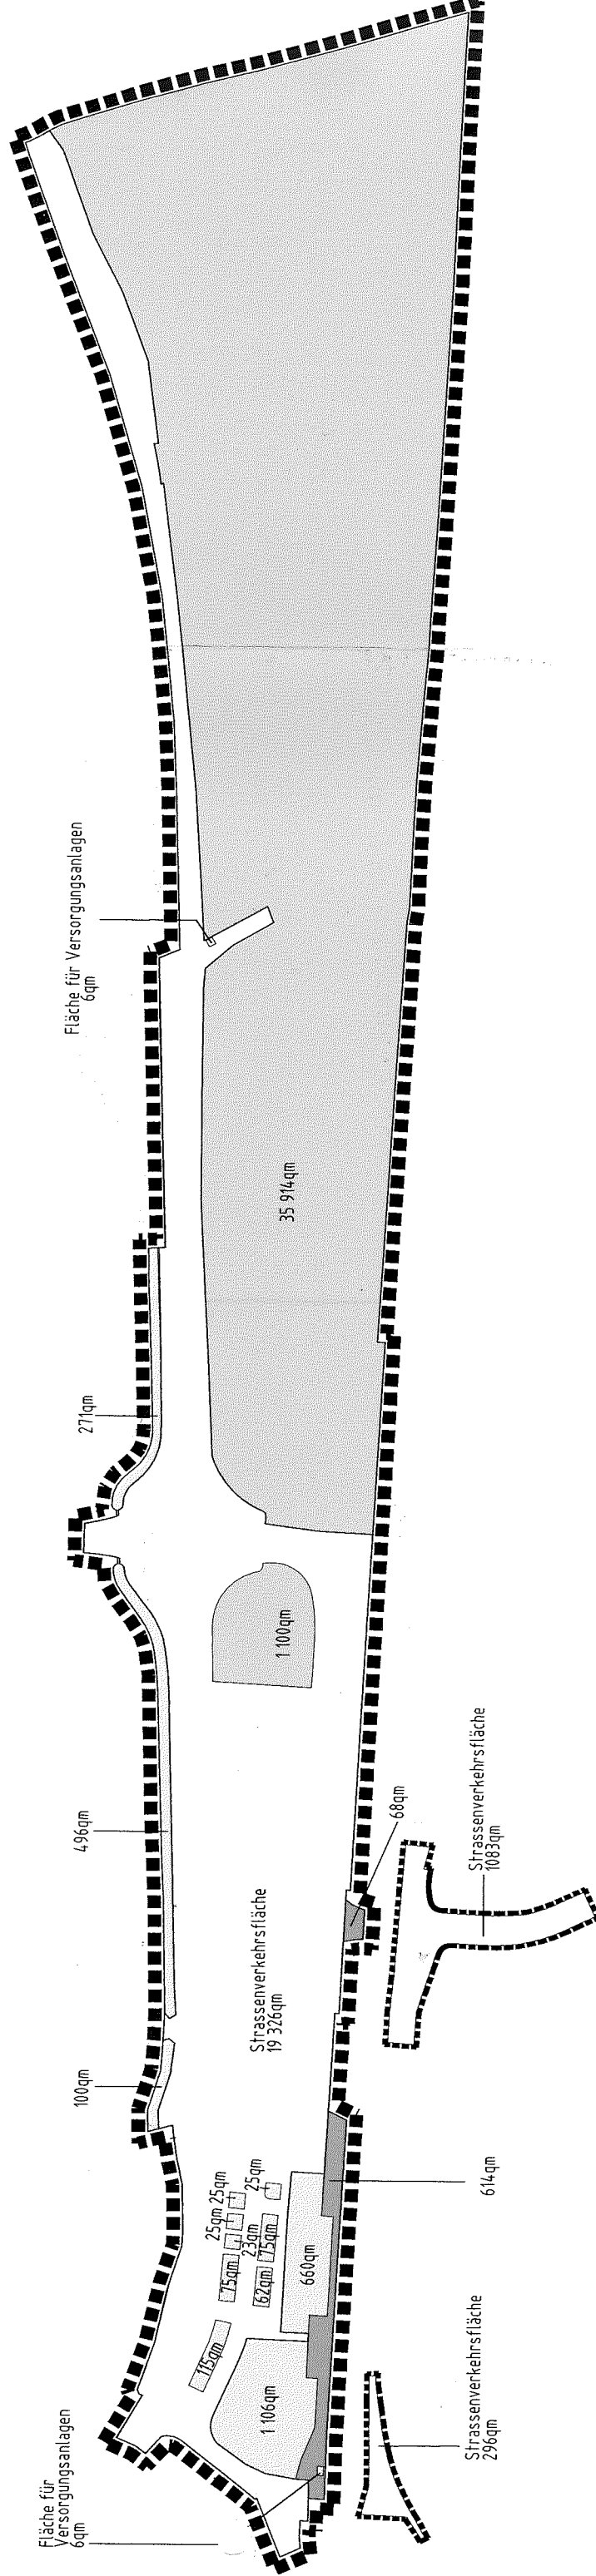 Fläche für Versorgungsanlagen
6qm
271qm
35 914qm
1 100qm
496qm
68qm
Strassenverkehrsfläche
1083qm
Strassenverkehrsfläche
19 326qm
100qm
25qm
25qm
25qm
23qm
75qm
75qm
62qm
614qm
660qm
115qm
1 106qm
Strassenverkehrsfläche
296qm
Fläche für
Versorgungsanlagen
6qm